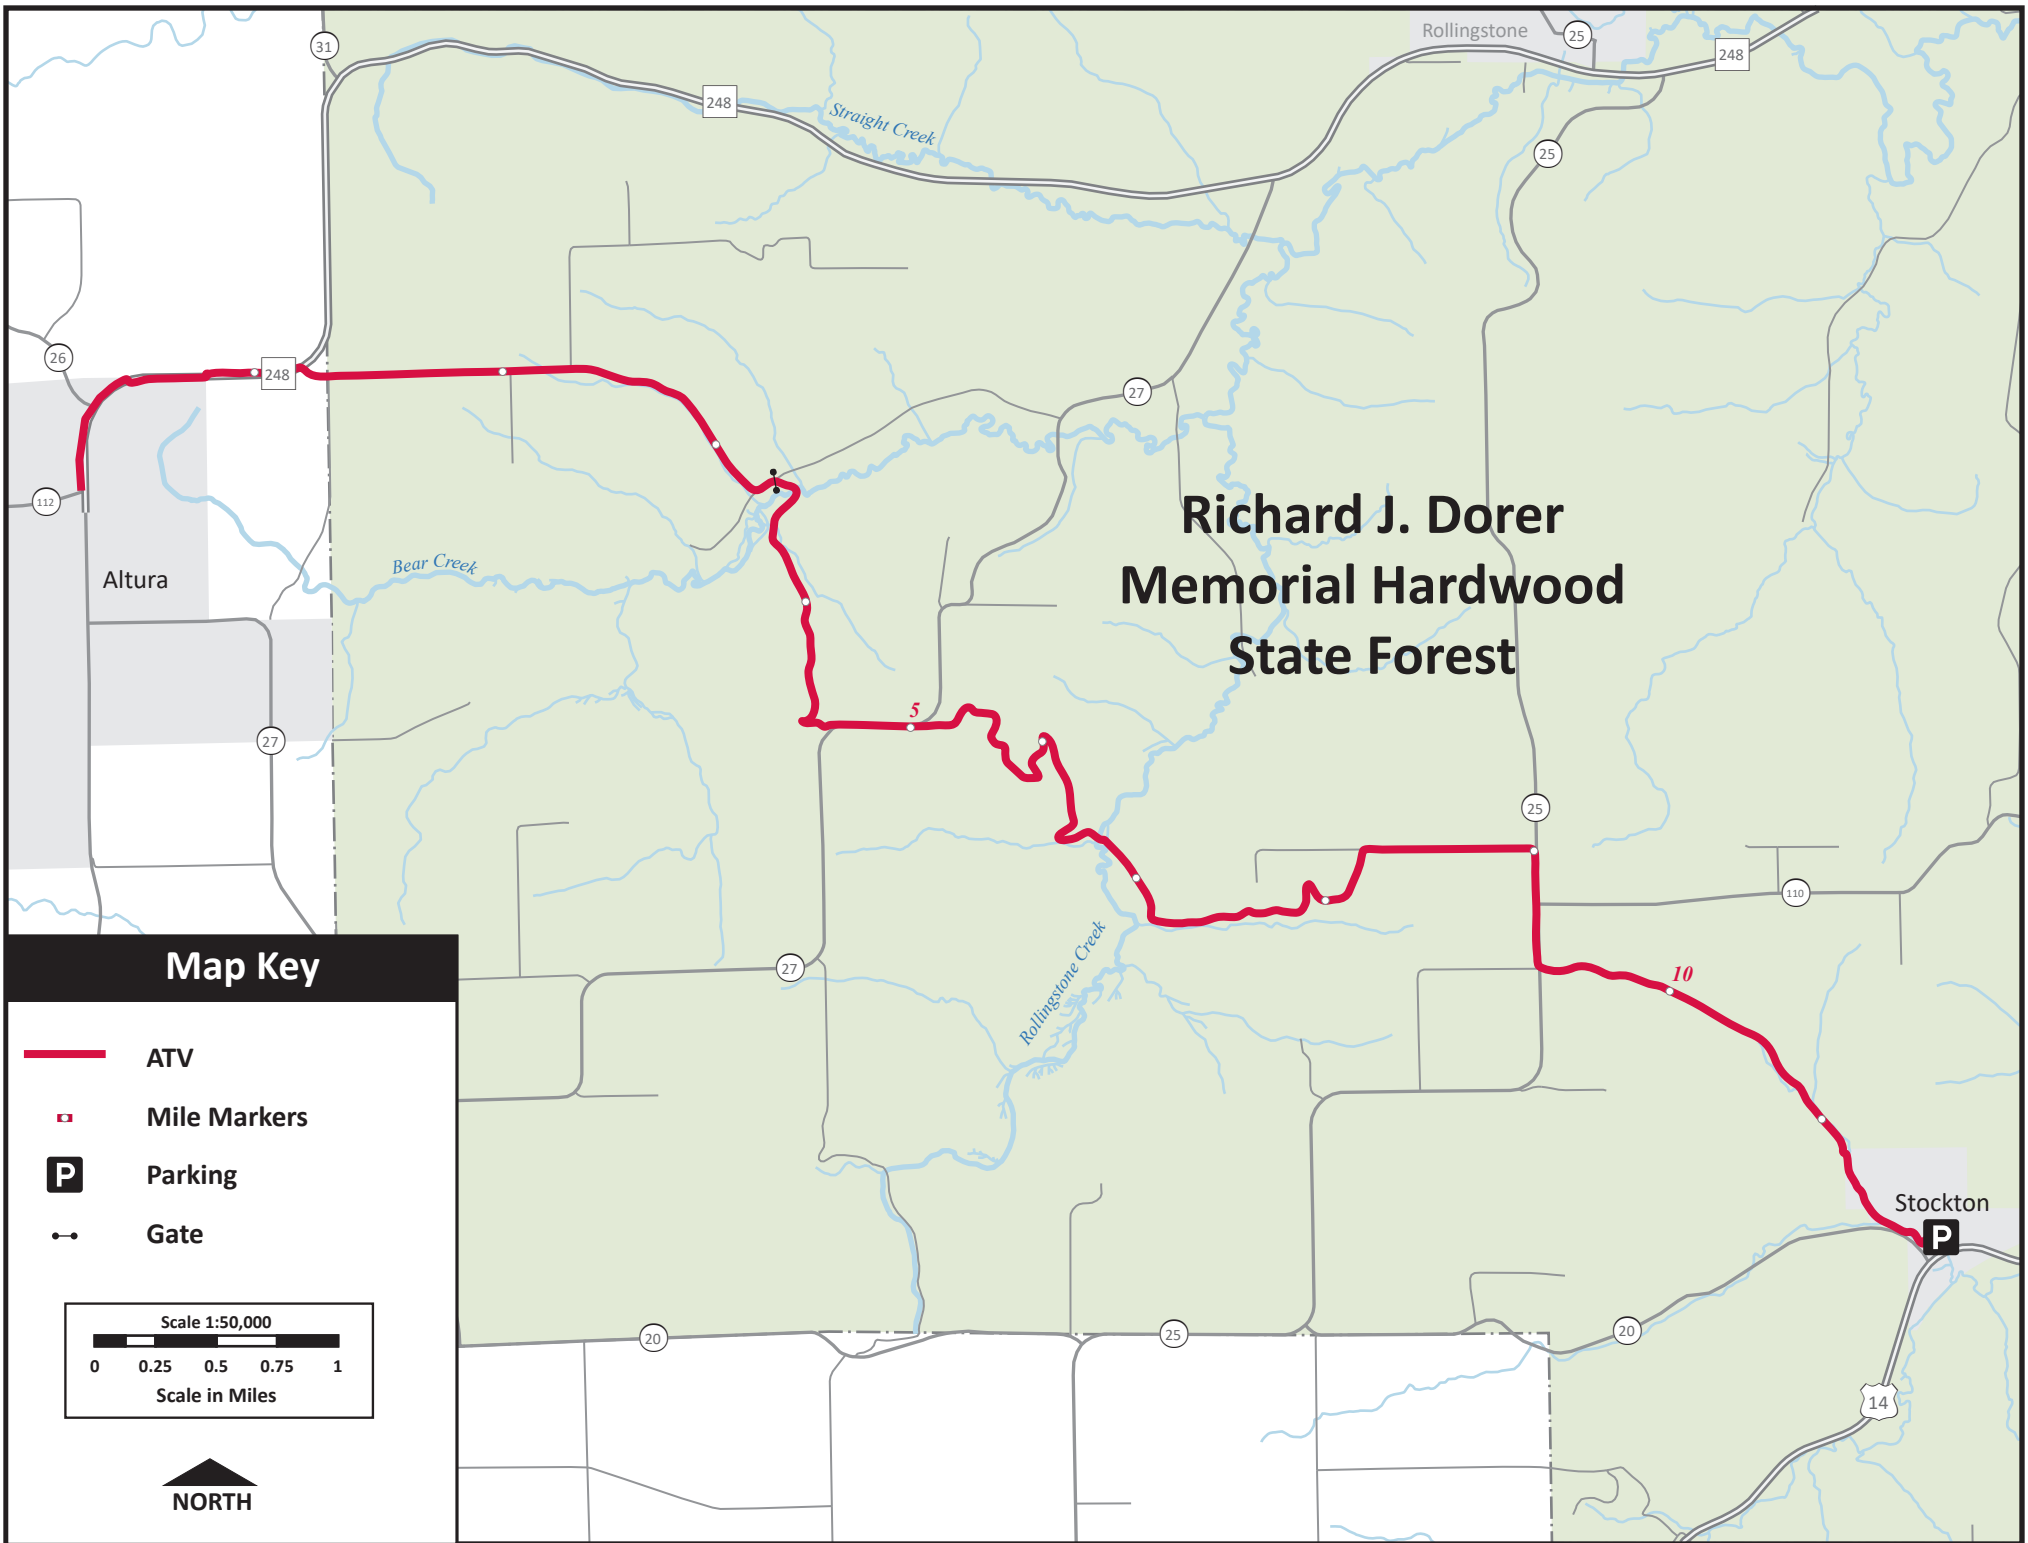 Rollingstone
25
248
31
248
Straight Creek
25
26
248
27
112
Richard J. Dorer
Memorial Hardwood
State Forest
Bear Creek
Altura
5
27
25
110
Rollingstone Creek
27
10
Map Key
ATV
Mile Markers
P
Parking
Gate
Scale 1:50,000
0 0.25 0.5 0.75 1
Scale in Miles
NORTH
Stockton
P
20
25
20
14